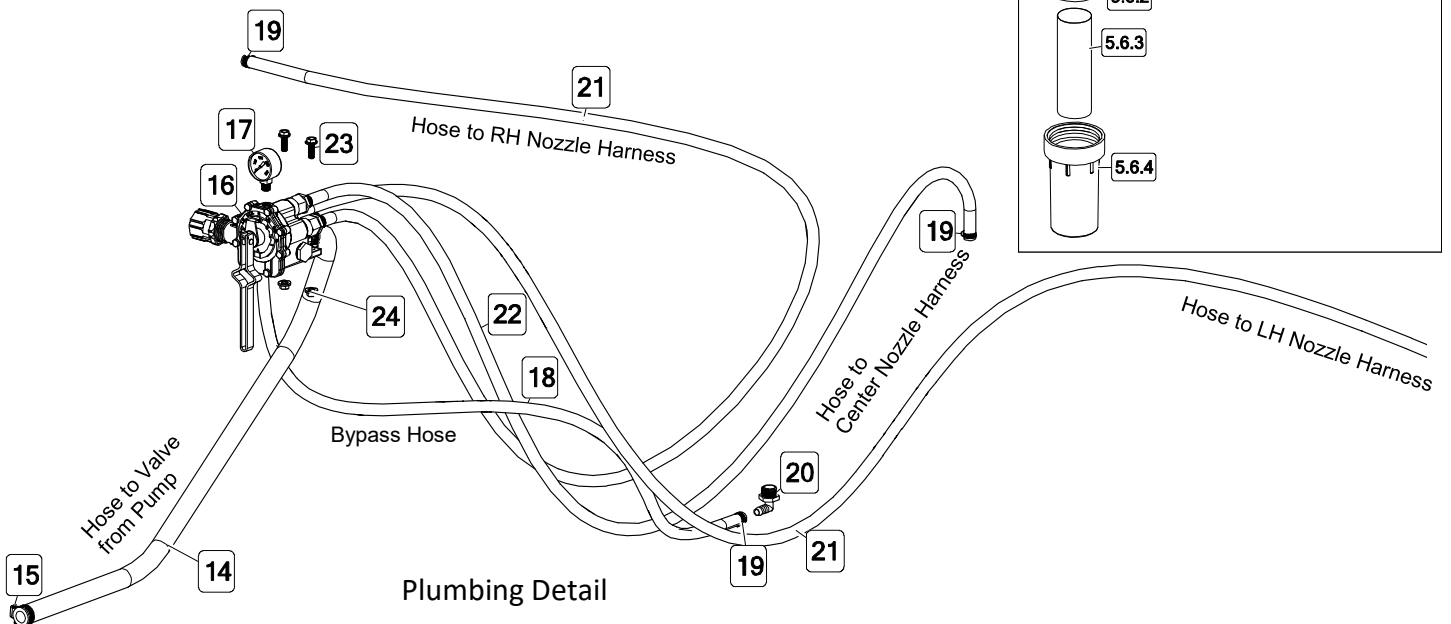 19
21
Hose to RH Nozzle Harness
17
23
16
5.6.3
5.6.4
19
24
22
18
Bypass Hose
Hose to
Center Nozzle Harness
Hose to LH Nozzle Harness
Hose to Valve
from Pump
20
19
21
15
14
Plumbing Detail